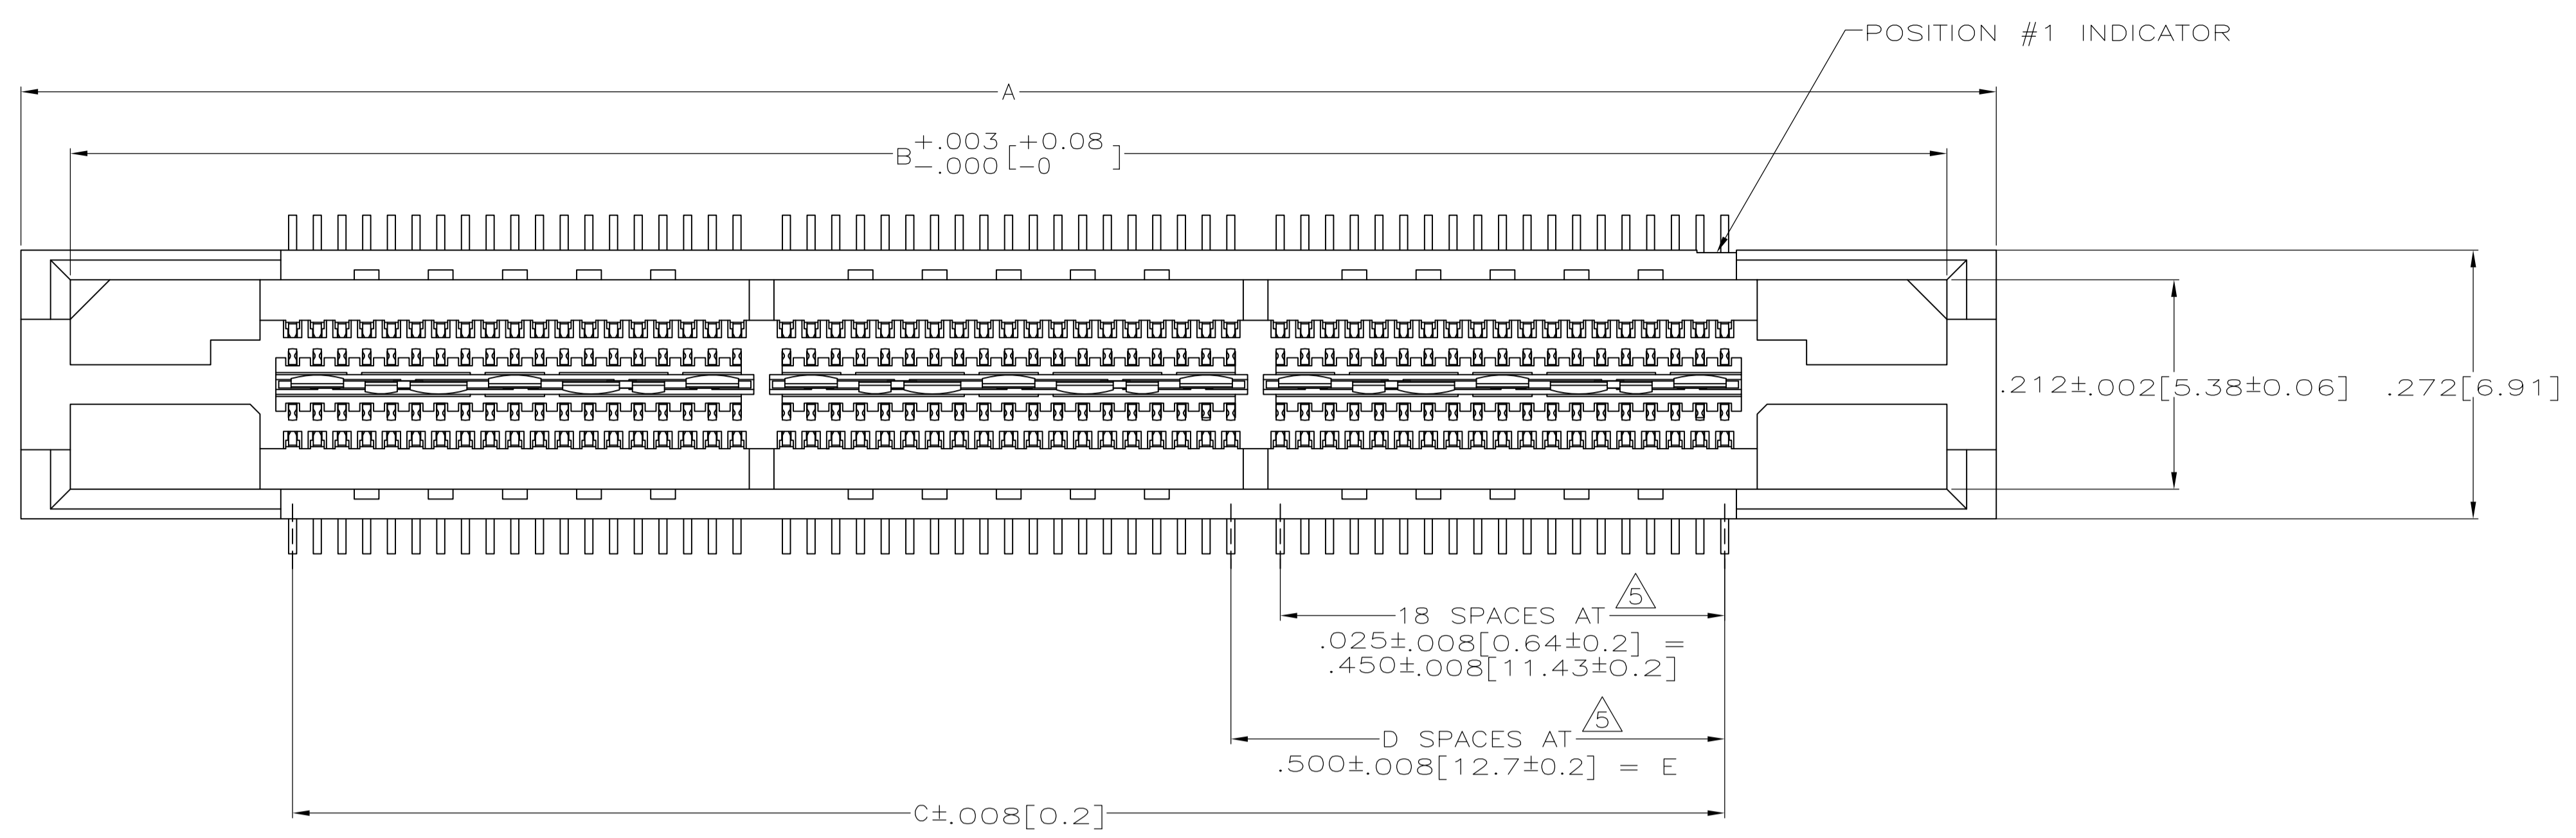 POSITION #1 INDICATOR
A
B+.003 -.000 [+0.08 -0]
.212±.002[5.38±0.06]
.272[6.91]
5
18 SPACES AT
.025±.008[0.64±0.2] =
.450±.008[11.43±0.2]
5
D SPACES AT
.500±.008[12.7±0.2] = E
C±.008[0.2]